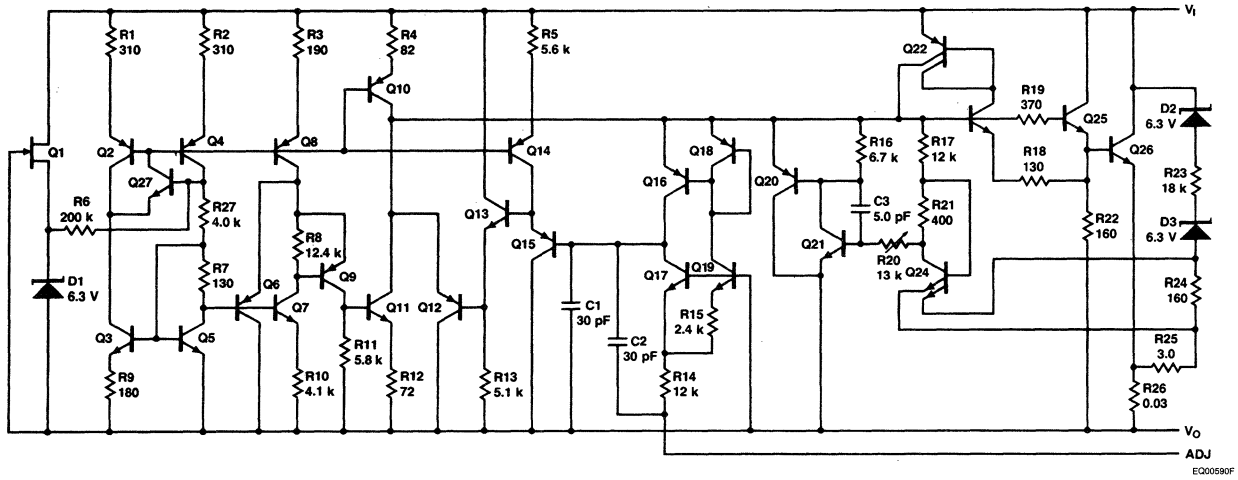 V_I
R1
310
R2
310
R3
190
R4
82
R5
5.6 k
Q22
Q10
R19
370
Q25
D2
6.3 V
Q1
Q2
Q4
Q8
Q14
Q16
Q18
Q20
R16
6.7 k
R17
12 k
R18
130
Q26
Q27
R6
200 k
R27
4.0 k
R23
18 k
Q13
Q15
C3
5.0 pF
R21
400
R22
160
D3
6.3 V
R8
12.4 k
Q21
R20
13 k
D1
6.3 V
R7
130
Q6
Q7
Q9
Q11
Q12
C1
30 pF
Q17
Q19
Q24
R24
160
R15
2.4 k
Q3
Q5
R11
5.8 k
C2
30 pF
R25
3.0
R9
180
R10
4.1 k
R12
72
R13
5.1 k
R14
12 k
R26
0.03
V_O
ADJ
EQ00590F